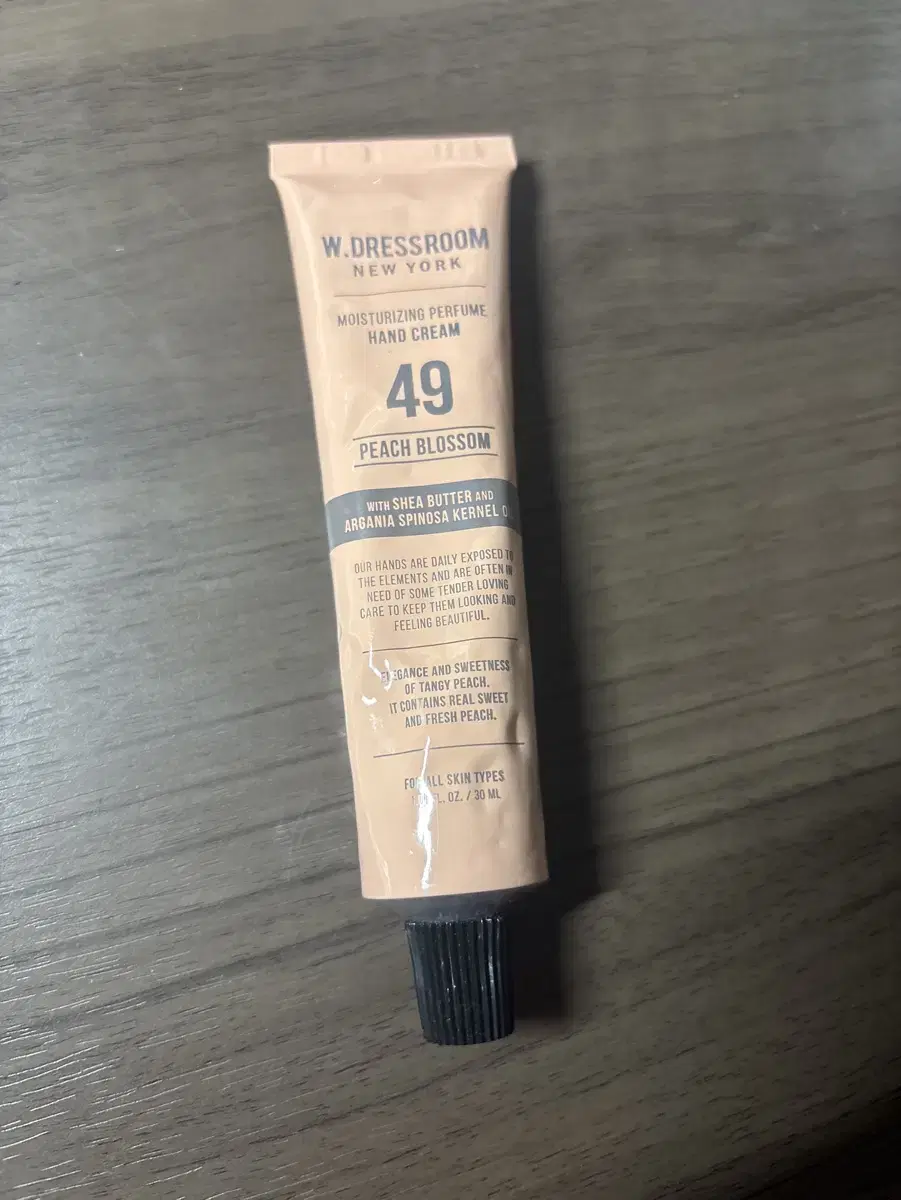 W.DRESSROOM
NEW YORK
MOISTURIZING PERFUME
HAND CREAM
49
PEACH BLOSSOM
WITH SHEA BUTTER AND
ARGANIA SPINOSA KERNEL
OUR HANDS ARE DAILY EXPOSED TO
THE ELEMENTS AND ARE OFTEN IN
NEED OF SOME TENDER LOVING
CARE TO KEEP THEM LOOKING AND
FEELING BEAUTIFUL.
ELEGANCE AND SWEETNESS
OF TANGY PEACH.
IT CONTAINS REAL SWEET
AND FRESH PEACH.
FOR ALL SKIN TYPES
FL. OZ. / 30 ML